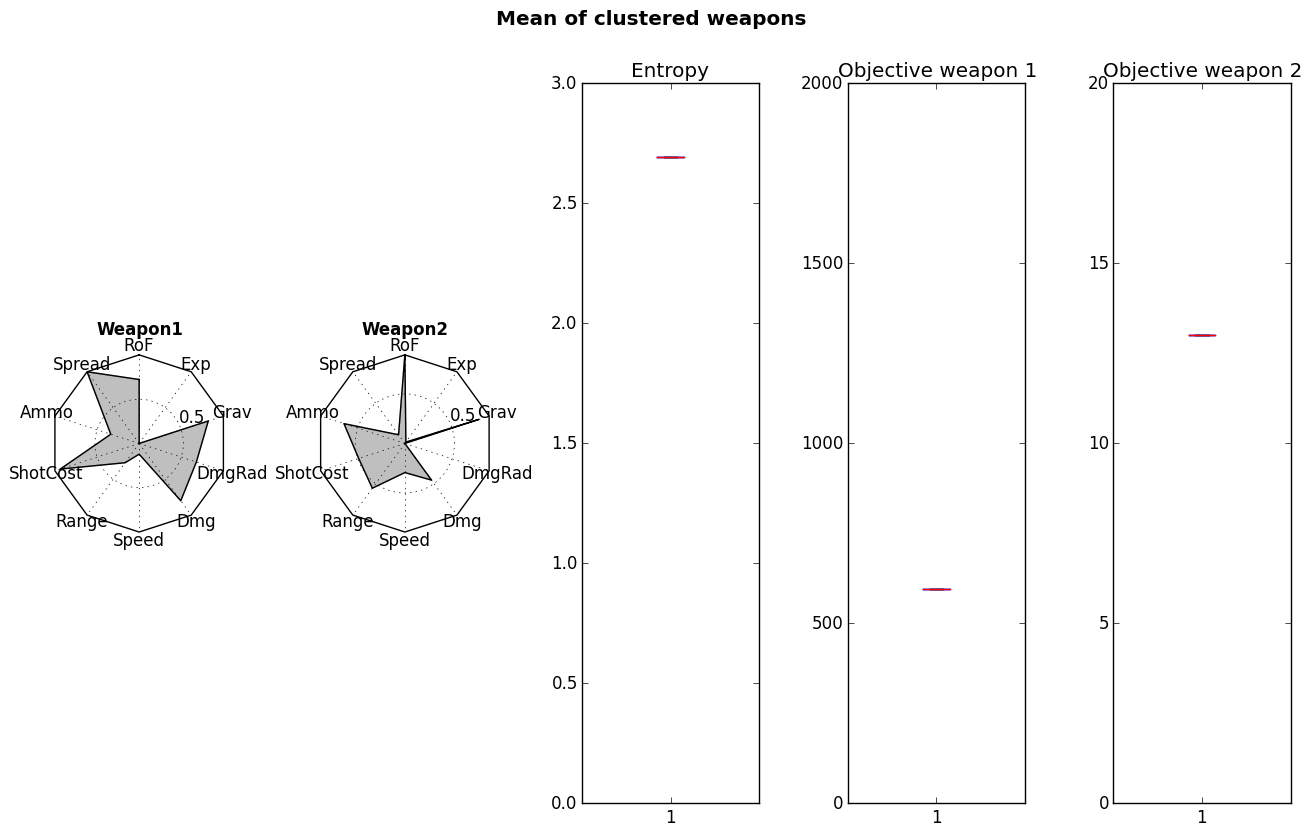 Mean of clustered weapons
Weapon1
RoF
Exp
Grav
DmgRad
Dmg
Speed
Range
ShotCost
Ammo
Spread
0.5
Weapon2
RoF
Exp
Grav
DmgRad
Dmg
Speed
Range
ShotCost
Ammo
Spread
0.5
Entropy
3.0
2.5
2.0
1.5
1.0
0.5
0.0
1
Objective weapon 1
2000
1500
1000
500
0
1
Objective weapon 2
20
15
10
5
0
1